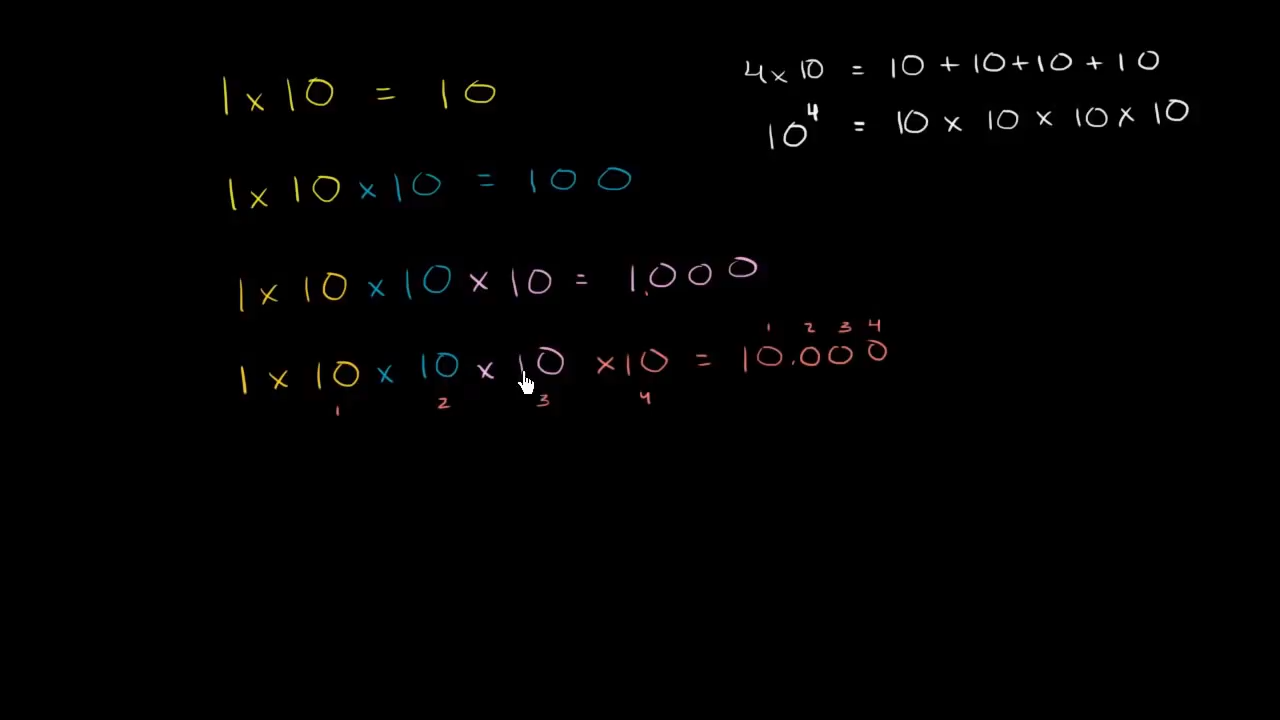 1 x 10 = 10
4 x 10 = 10 + 10 + 10 + 10
10⁴ = 10 x 10 x 10 x 10
1 x 10 x 10 = 100
1 x 10 x 10 x 10 = 1.000
1 2 3 4
1 x 10 x 10 x 10 x 10 = 10.000
1 2 3 4